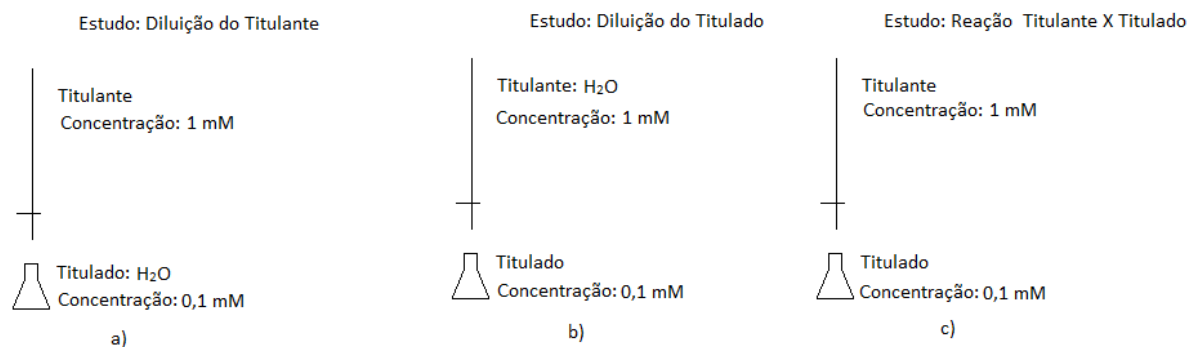 Estudo: Diluição do Titulante
Titulante
Concentração: 1 mM
Titulado: H₂O
Concentração: 0,1 mM
a)
Estudo: Diluição do Titulado
Titulante: H₂O
Concentração: 1 mM
Titulado
Concentração: 0,1 mM
b)
Estudo: Reação Titulante X Titulado
Titulante
Concentração: 1 mM
Titulado
Concentração: 0,1 mM
c)